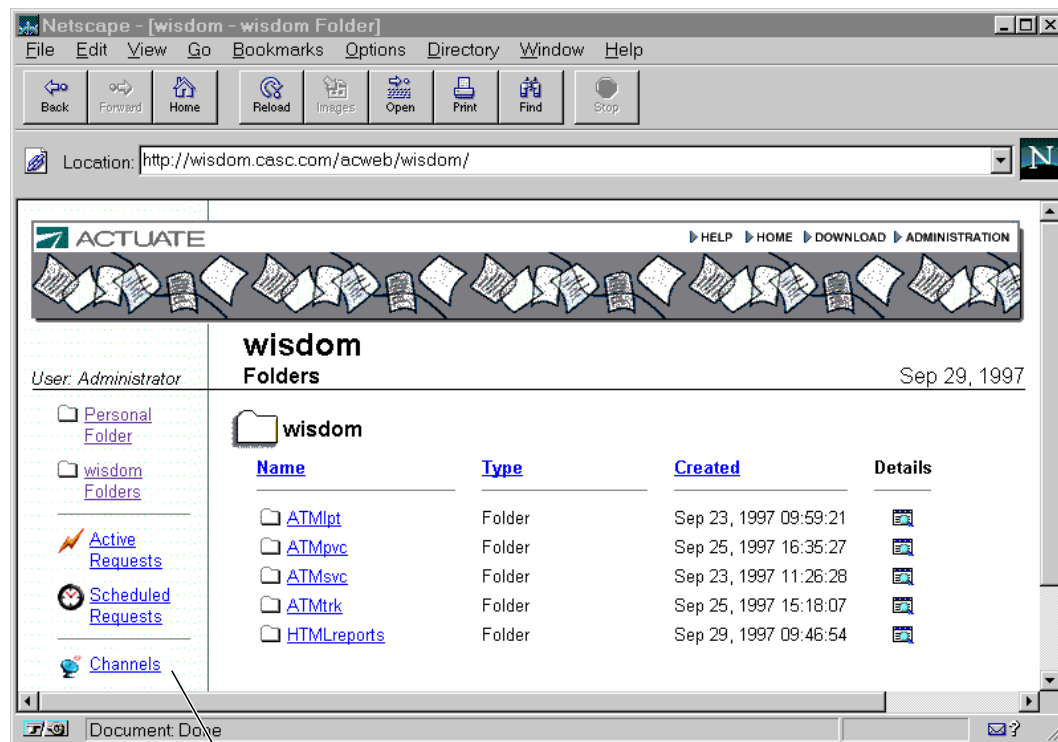 Netscape - [wisdom - wisdom Folder]
File Edit View Go Bookmarks Options Directory Window Help
Back Forward Home Reload Images Open Print Find Stop
Location: http://wisdom.casc.com/acweb/wisdom/
N
ACTUATE
HELP HOME DOWNLOAD ADMINISTRATION
wisdom
User: Administrator
Folders
Sep 29, 1997
Personal
Folder
wisdom
Folders
Active
Requests
Scheduled
Requests
Channels
wisdom
Name Type Created Details
ATMlpt Folder Sep 23, 1997 09:59:21
ATMpvc Folder Sep 25, 1997 16:35:27
ATMsvc Folder Sep 23, 1997 11:26:28
ATMtrk Folder Sep 25, 1997 15:18:07
HTMLreports Folder Sep 29, 1997 09:46:54
Document: Done
?